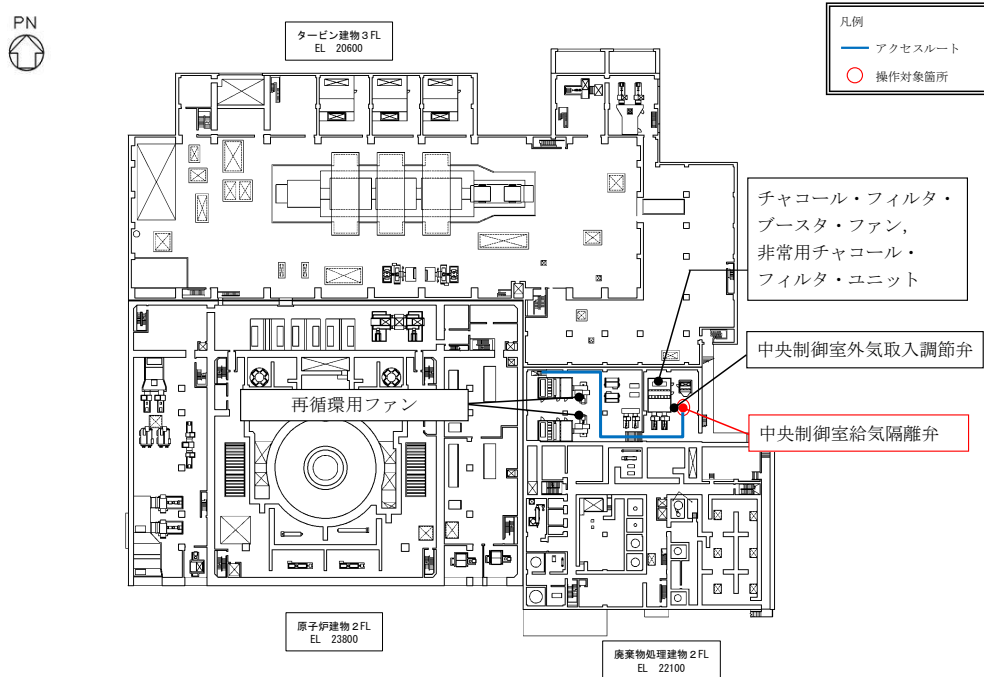 PN
タービン建物3FL
EL 20600
凡例
アクセスルート
操作対象箇所
チャコール・フィルタ・
ブースタ・ファン,
非常用チャコール・
フィルタ・ユニット
中央制御室外気取入調節弁
再循環用ファン
中央制御室給気隔離弁
原子炉建物2FL
EL 23800
廃棄物処理建物2FL
EL 22100